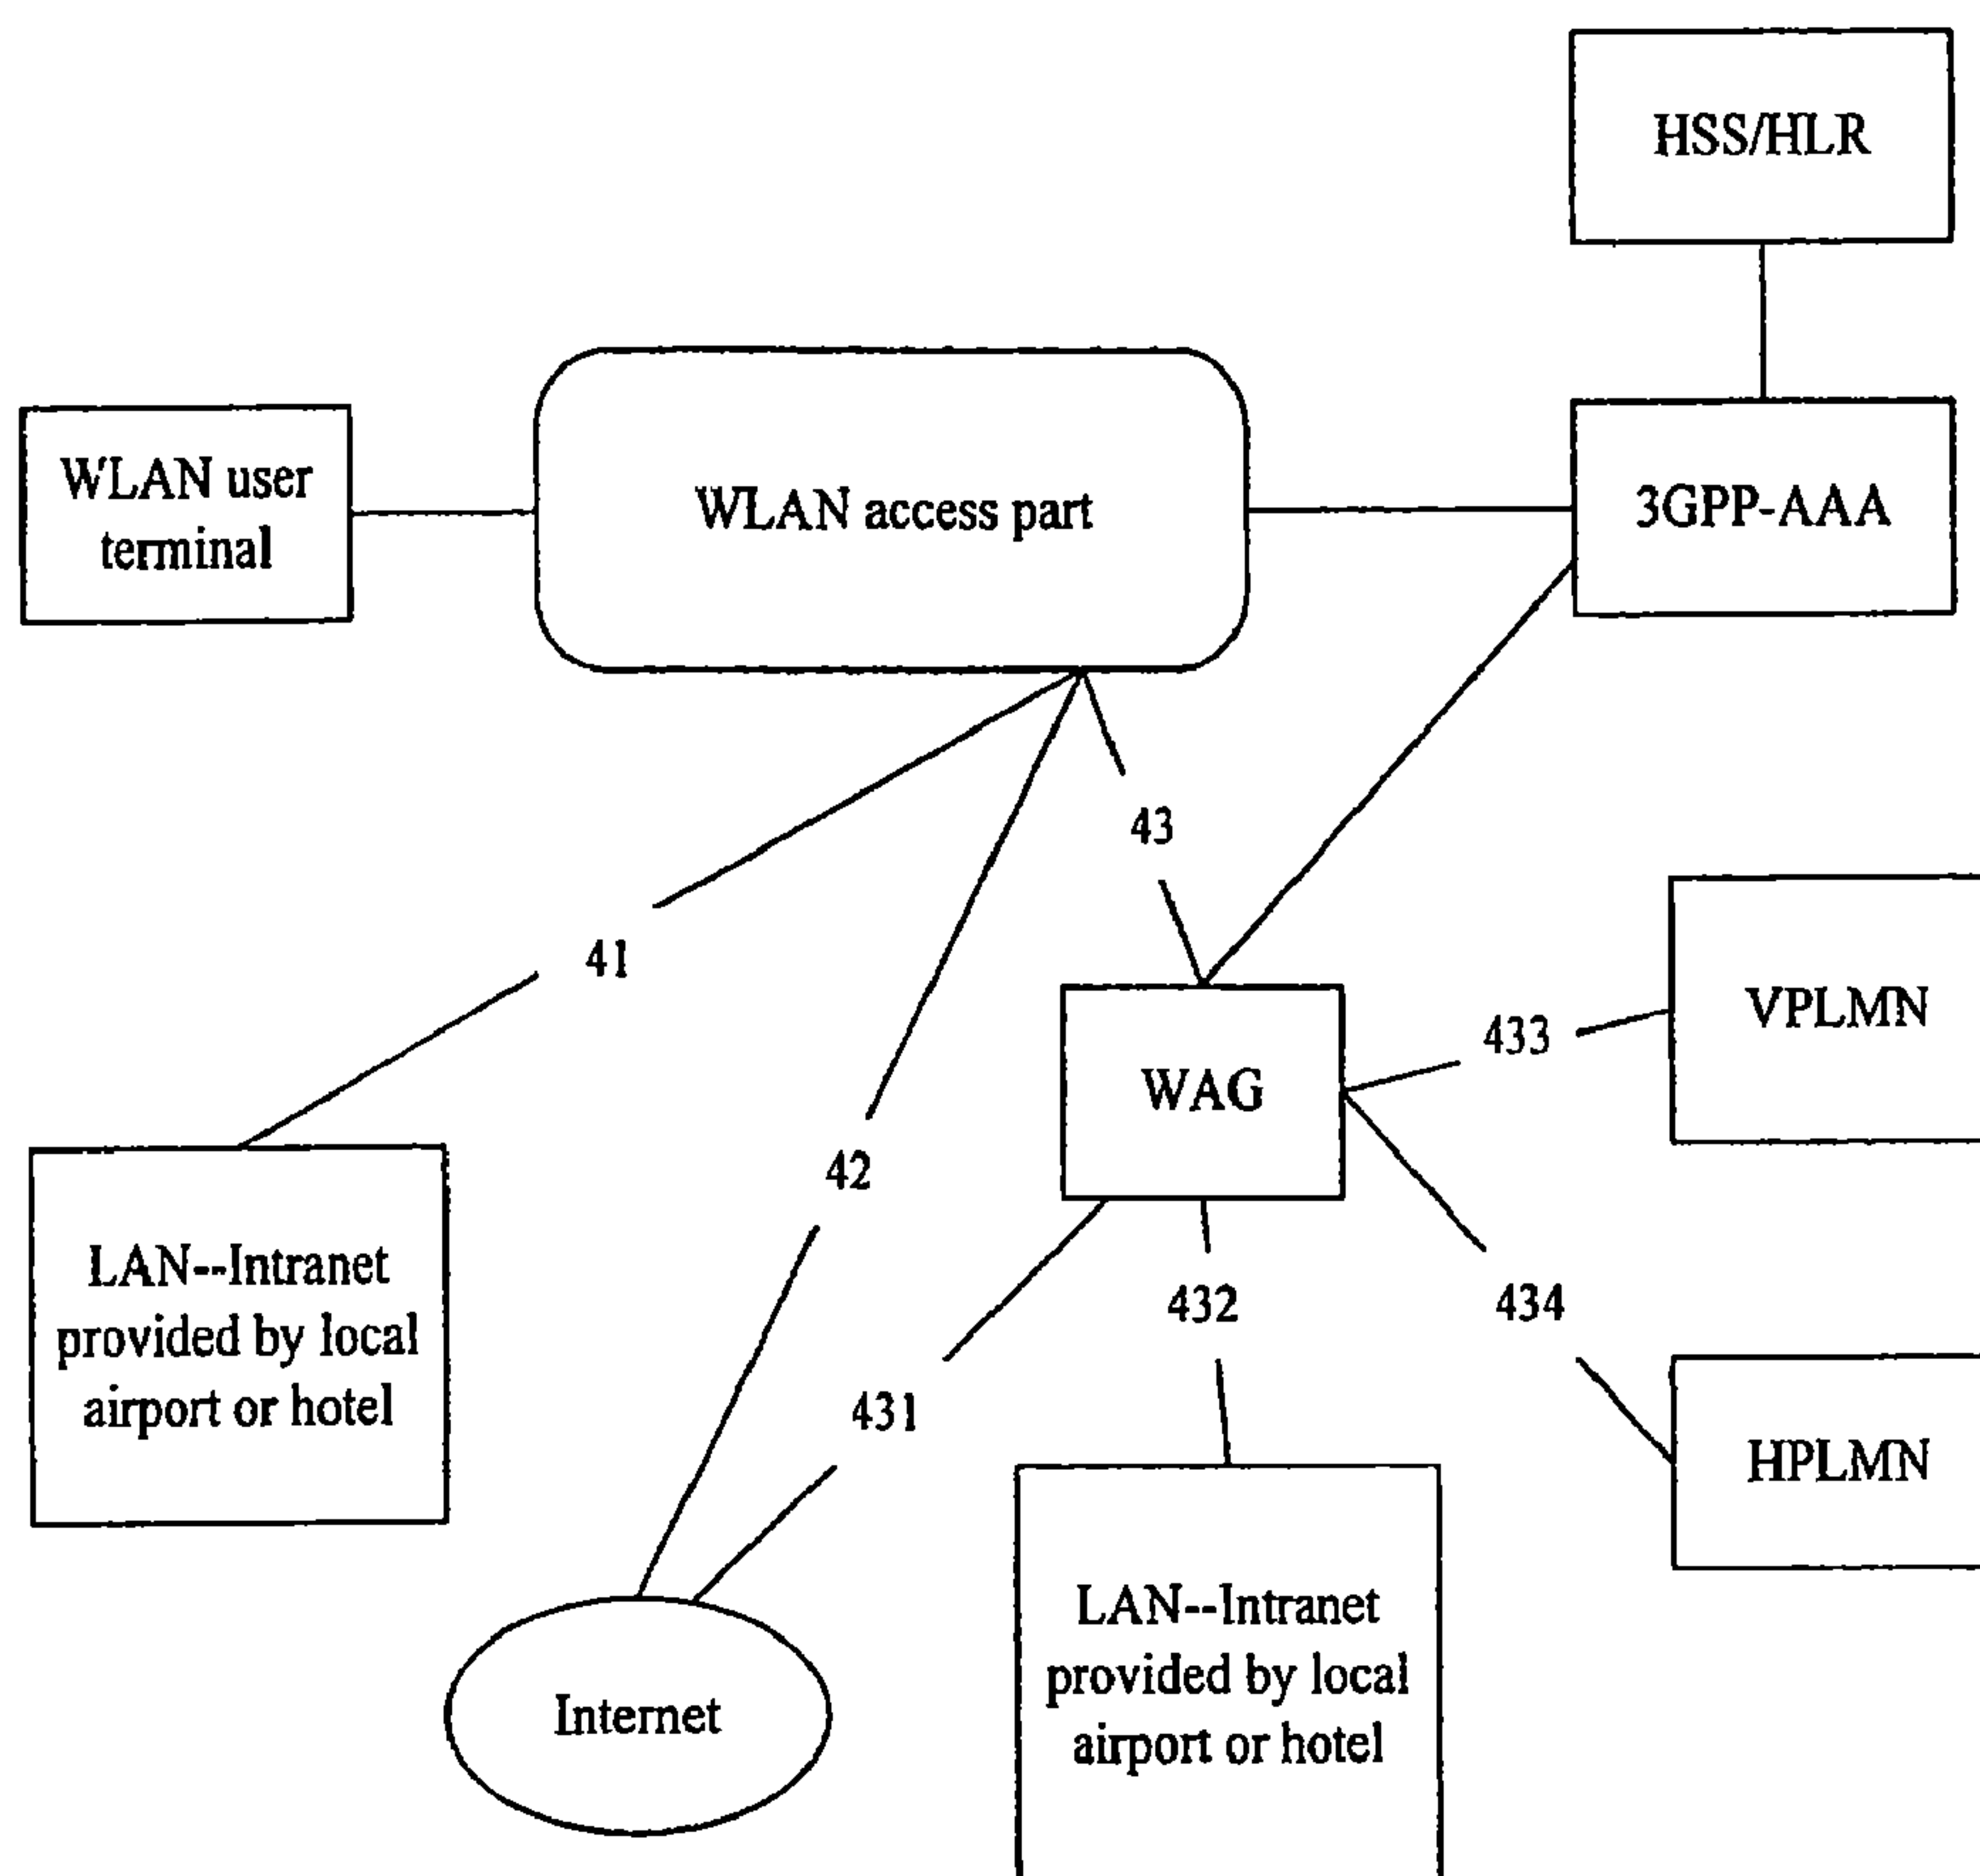 HSS/HLR
WLAN user
terminal
WLAN access part
3GPP-AAA
43
41
433
VPLMN
WAG
42
LAN--Intranet
provided by local
airport or hotel
432
434
431
HPLMN
Internet
LAN--Intranet
provided by local
airport or hotel